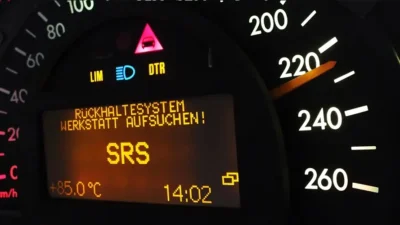 100
80
60
40
20
km/h
200
220
240
260
LIM DTR
RÜCKHALTESYSTEM
WERKSTATT AUFSUCHEN!
SRS
+85.0°C 14:02